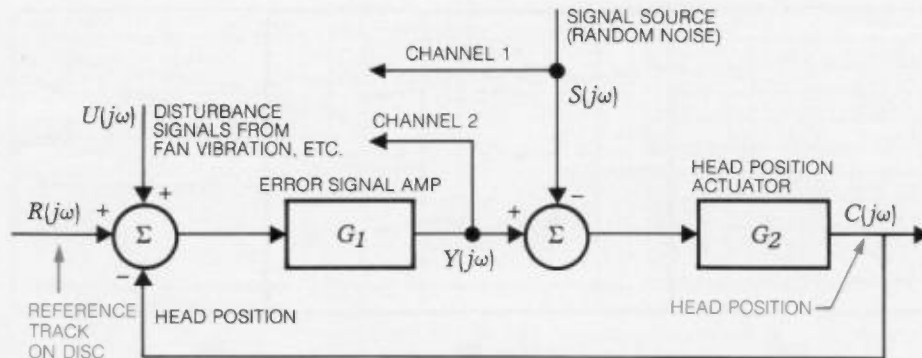 SIGNAL SOURCE
(RANDOM NOISE)
CHANNEL 1
S(jω)
U(jω)
DISTURBANCE
SIGNALS FROM
FAN VIBRATION, ETC.
CHANNEL 2
ERROR SIGNAL AMP
HEAD POSITION
ACTUATOR
R(jω)
+
+
Σ
−
G1
Y(jω)
+
−
Σ
G2
C(jω)
REFERENCE
TRACK
ON DISC
HEAD POSITION
HEAD POSITION